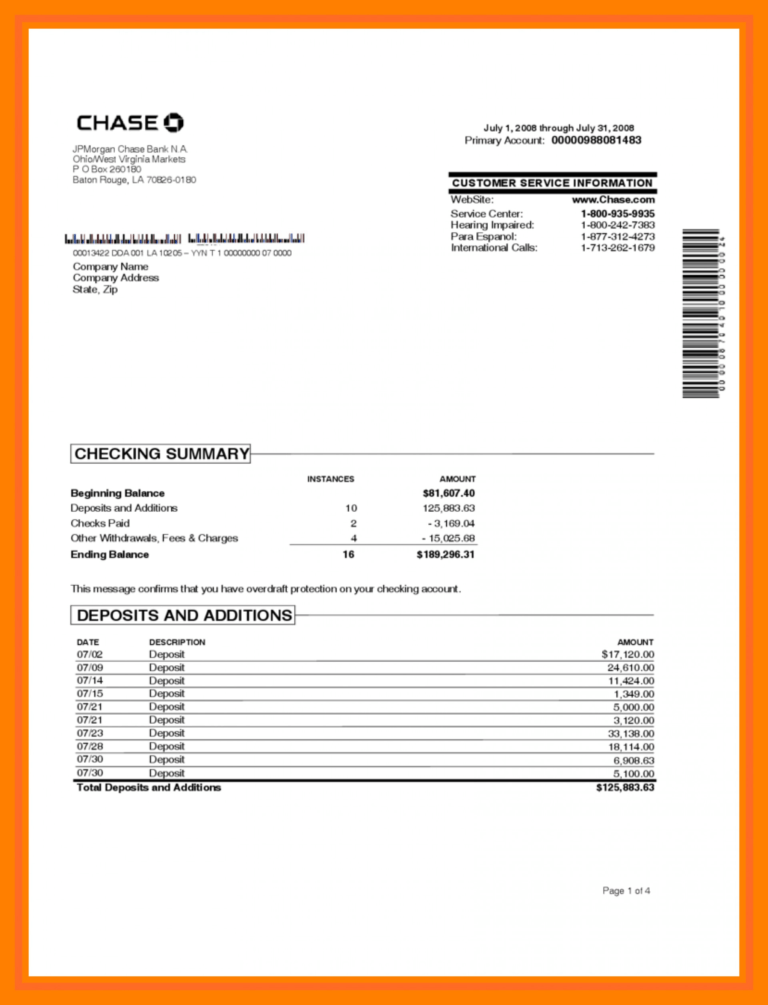 CHASE
July 1, 2008 through July 31, 2008
Primary Account: 00000988081483
JPMorgan Chase Bank N.A.
Ohio/West Virginia Markets
P O Box 260180
Baton Rouge, LA 70826-0180
CUSTOMER SERVICE INFORMATION
WebSite: www.Chase.com
Service Center: 1-800-935-9935
Hearing Impaired: 1-800-242-7383
Para Espanol: 1-877-312-4273
International Calls: 1-713-262-1679
00013422 DDA 001 LA 10205 – YYN T 1 00000000 07 0000
Company Name
Company Address
State, Zip
CHECKING SUMMARY
INSTANCES AMOUNT
Beginning Balance $81,607.40
Deposits and Additions 10 125,883.63
Checks Paid 2 - 3,169.04
Other Withdrawals, Fees & Charges 4 - 15,025.68
Ending Balance 16 $189,296.31
This message confirms that you have overdraft protection on your checking account.
DEPOSITS AND ADDITIONS
DATE DESCRIPTION AMOUNT
07/02 Deposit $17,120.00
07/09 Deposit 24,610.00
07/14 Deposit 11,424.00
07/15 Deposit 1,349.00
07/21 Deposit 5,000.00
07/21 Deposit 3,120.00
07/23 Deposit 33,138.00
07/28 Deposit 18,114.00
07/30 Deposit 6,908.63
07/30 Deposit 5,100.00
Total Deposits and Additions $125,883.63
Page 1 of 4